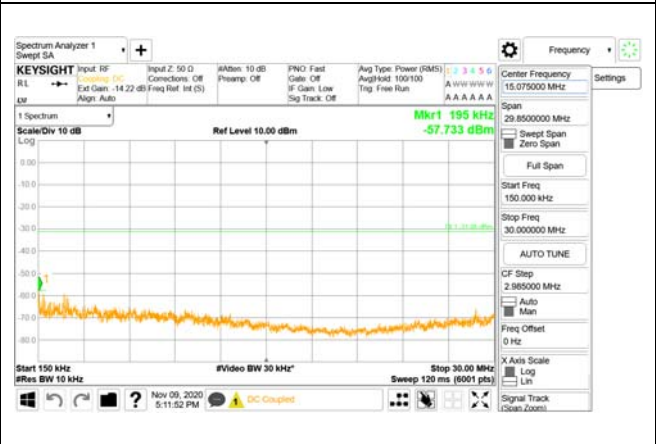 Spectrum Analyzer 1
Swept SA
Frequency
KEYSIGHT
Input: RF
Coupling: DC
Ext Gain: -14.22 dB
Align: Auto
Input Z: 50 Ω
Corrections: Off
Freq Ref: Int (S)
#Atten: 10 dB
Preamp: Off
PNO: Fast
Gate: Off
IF Gain: Low
Sig Track: Off
Avg Type: Power (RMS)
Avg|Hold: 100/100
Trig: Free Run
1 2 3 4 5 6
A W W W W W
A A A A A A
RL
1 Spectrum
Scale/Div 10 dB
Log
Ref Level 10.00 dBm
Mkr1 195 kHz
-57.733 dBm
0.00
-10.0
-20.0
-30.0
-40.0
-50.0
-60.0
-70.0
-80.0
1
Start 150 kHz
#Res BW 10 kHz
#Video BW 30 kHz*
Stop 30.00 MHz
Sweep 120 ms (6001 pts)
Nov 09, 2020
5:11:52 PM
DC Coupled
Center Frequency
15.075000 MHz
Settings
Span
29.8500000 MHz
Swept Span
Zero Span
Full Span
Start Freq
150.000 kHz
Stop Freq
30.000000 MHz
AUTO TUNE
CF Step
2.985000 MHz
Auto
Man
Freq Offset
0 Hz
X Axis Scale
Log
Lin
Signal Track
(Span Zoom)